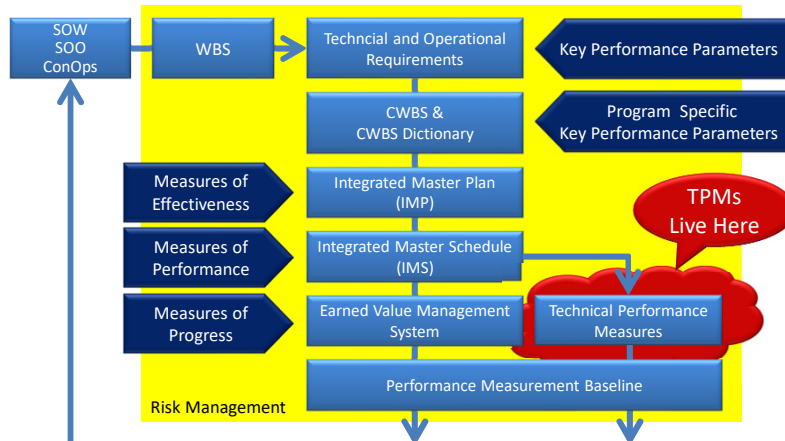 SOW
SOO
ConOps
WBS
Techncial and Operational
Requirements
Key Performance Parameters
CWBS &
CWBS Dictionary
Program Specific
Key Performance Parameters
Measures of
Effectiveness
Integrated Master Plan
(IMP)
TPMs
Live Here
Measures of
Performance
Integrated Master Schedule
(IMS)
Measures of
Progress
Earned Value Management
System
Technical Performance
Measures
Performance Measurement Baseline
Risk Management